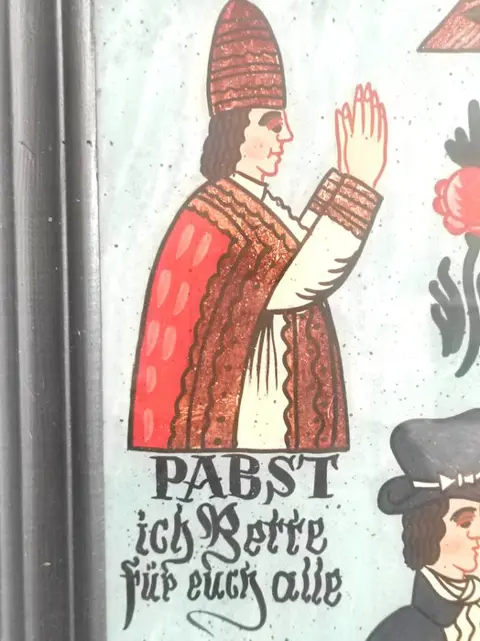 PABST
ich Bette
für euch alle